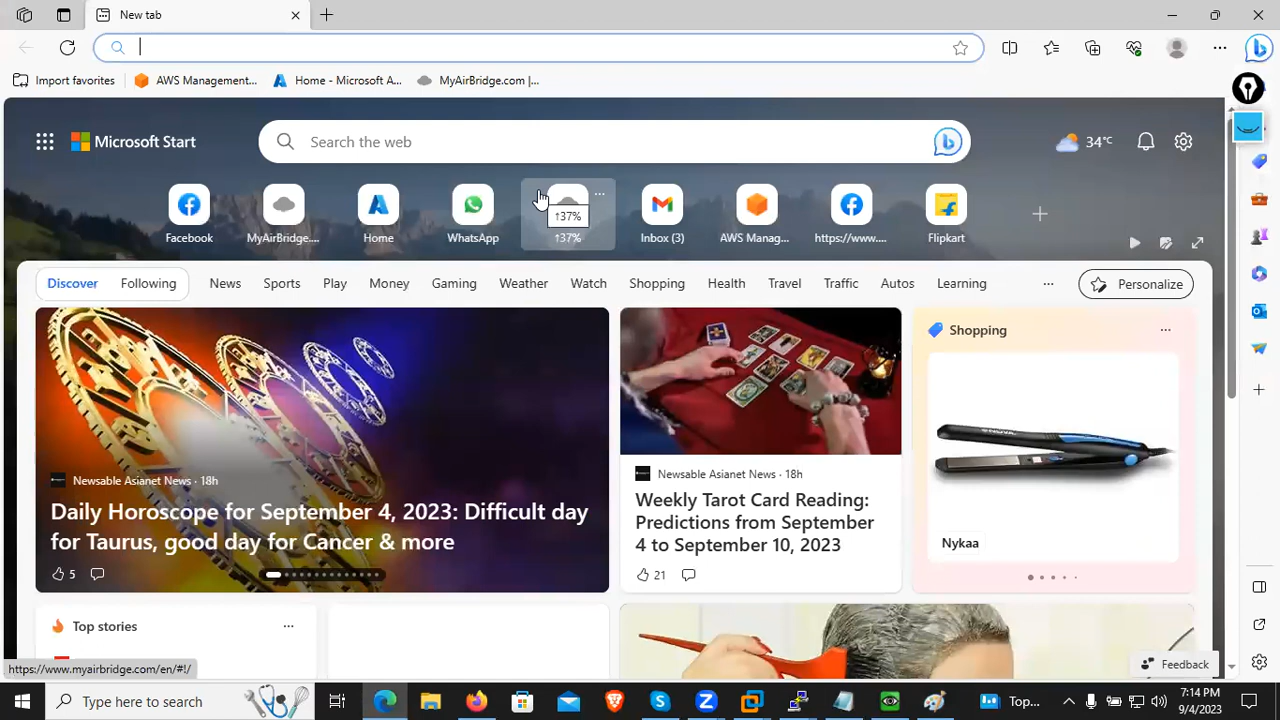 New tab
Import favorites
AWS Management...
Home - Microsoft A...
MyAirBridge.com |...
Microsoft Start
Search the web
34°C
Facebook
MyAirBridge....
Home
WhatsApp
↑37%
↑37%
Inbox (3)
AWS Manag...
https://www....
Flipkart
Discover
Following
News
Sports
Play
Money
Gaming
Weather
Watch
Shopping
Health
Travel
Traffic
Autos
Learning
Personalize
Newsable Asianet News · 18h
Daily Horoscope for September 4, 2023: Difficult day
for Taurus, good day for Cancer & more
5
Newsable Asianet News · 18h
Weekly Tarot Card Reading:
Predictions from September
4 to September 10, 2023
21
Shopping
NOVA
Nykaa
Top stories
Feedback
https://www.myairbridge.com/en/#!/
Type here to search
Top...
7:14 PM
9/4/2023